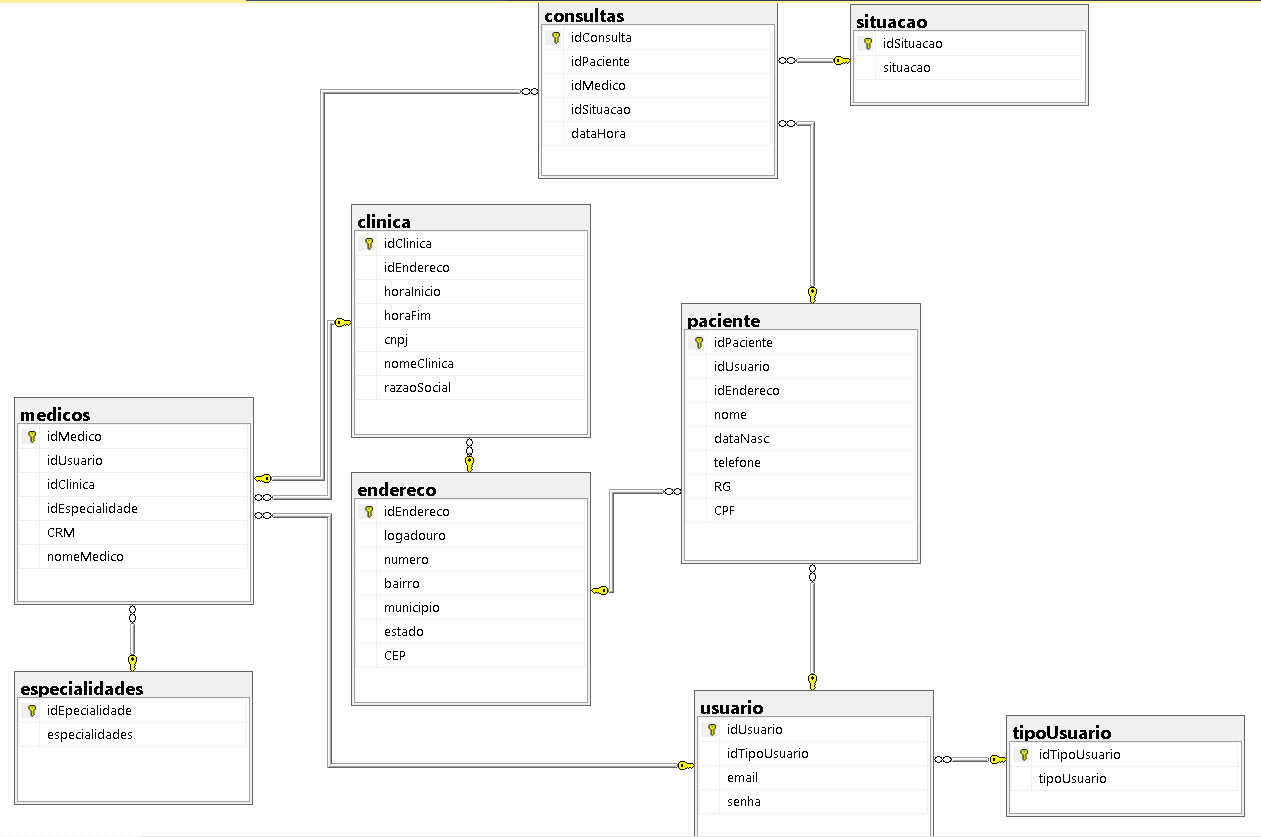 consultas
idConsulta
idPaciente
idMedico
idSituacao
dataHora
situacao
idSituacao
situacao
clinica
idClinica
idEndereco
horaInicio
horaFim
cnpj
nomeClinica
razaoSocial
paciente
idPaciente
idUsuario
idEndereco
nome
dataNasc
telefone
RG
CPF
medicos
idMedico
idUsuario
idClinica
idEspecialidade
CRM
nomeMedico
endereco
idEndereco
logadouro
numero
bairro
municipio
estado
CEP
especialidades
idEpecialidade
especialidades
usuario
idUsuario
idTipoUsuario
email
senha
tipoUsuario
idTipoUsuario
tipoUsuario